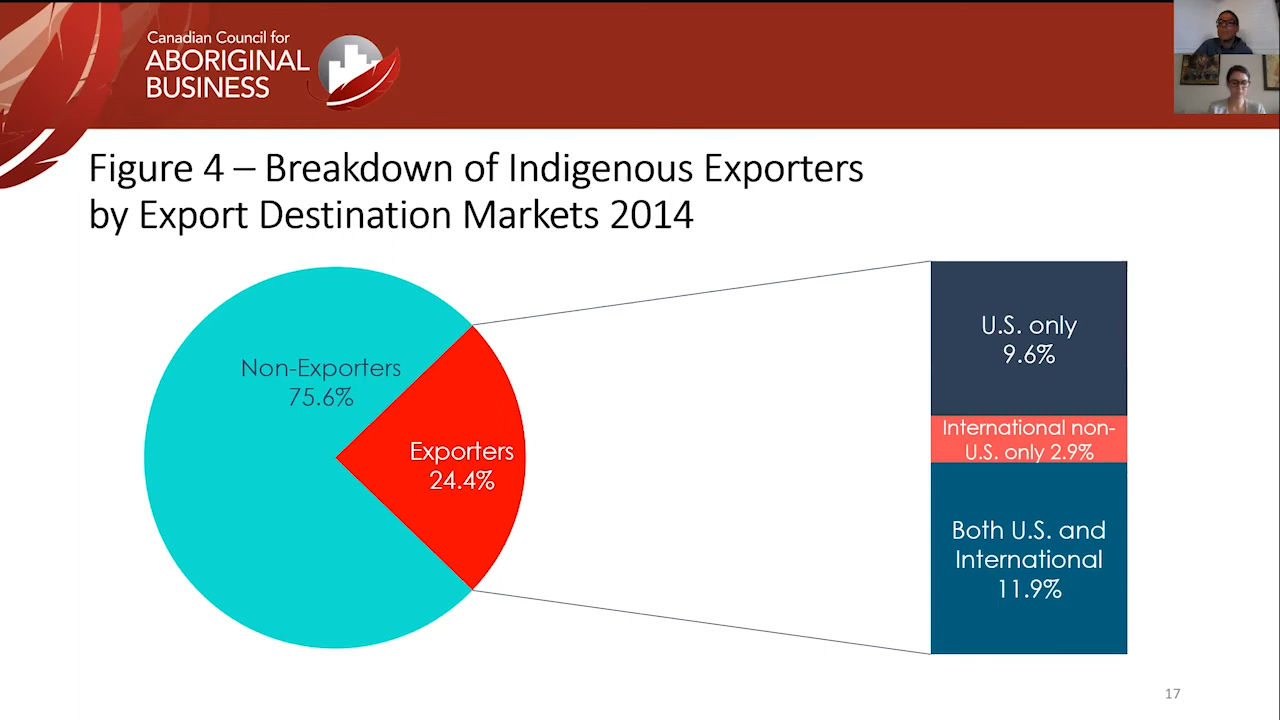 Canadian Council for
ABORIGINAL
BUSINESS
Figure 4 – Breakdown of Indigenous Exporters
by Export Destination Markets 2014
Non-Exporters
75.6%
Exporters
24.4%
U.S. only
9.6%
International non-
U.S. only 2.9%
Both U.S. and
International
11.9%
17